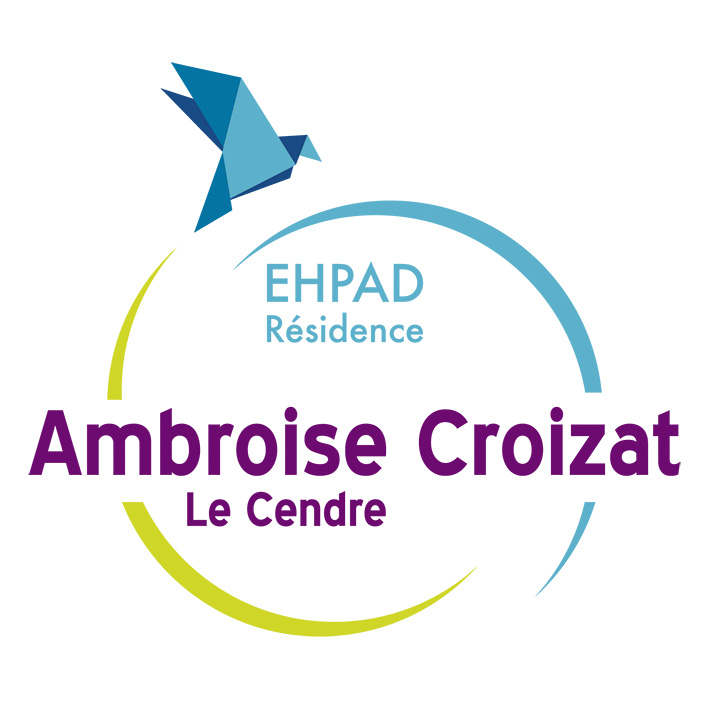 EHPAD
Résidence
Ambroise Croizat
Le Cendre